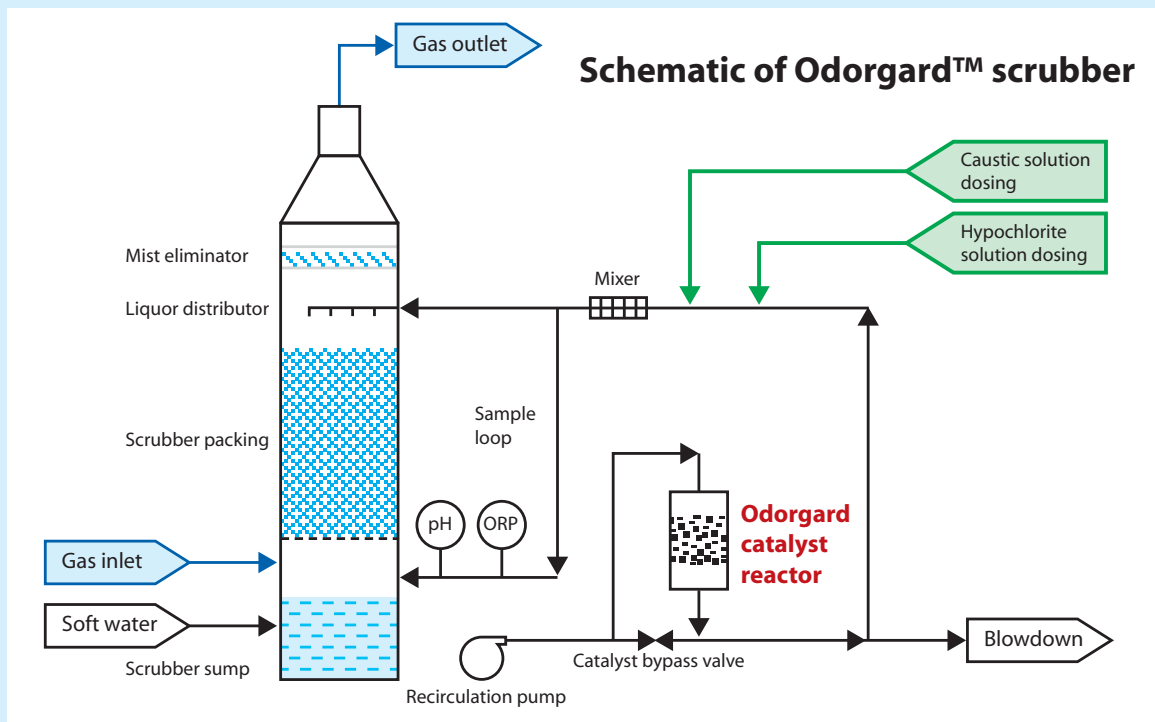 Gas outlet
Schematic of Odorgard™ scrubber
Caustic solution
dosing
Hypochlorite
solution dosing
Mist eliminator
Mixer
Liquor distributor
Sample
loop
Scrubber packing
pH
ORP
Odorgard
catalyst
reactor
Gas inlet
Soft water
Scrubber sump
Catalyst bypass valve
Blowdown
Recirculation pump